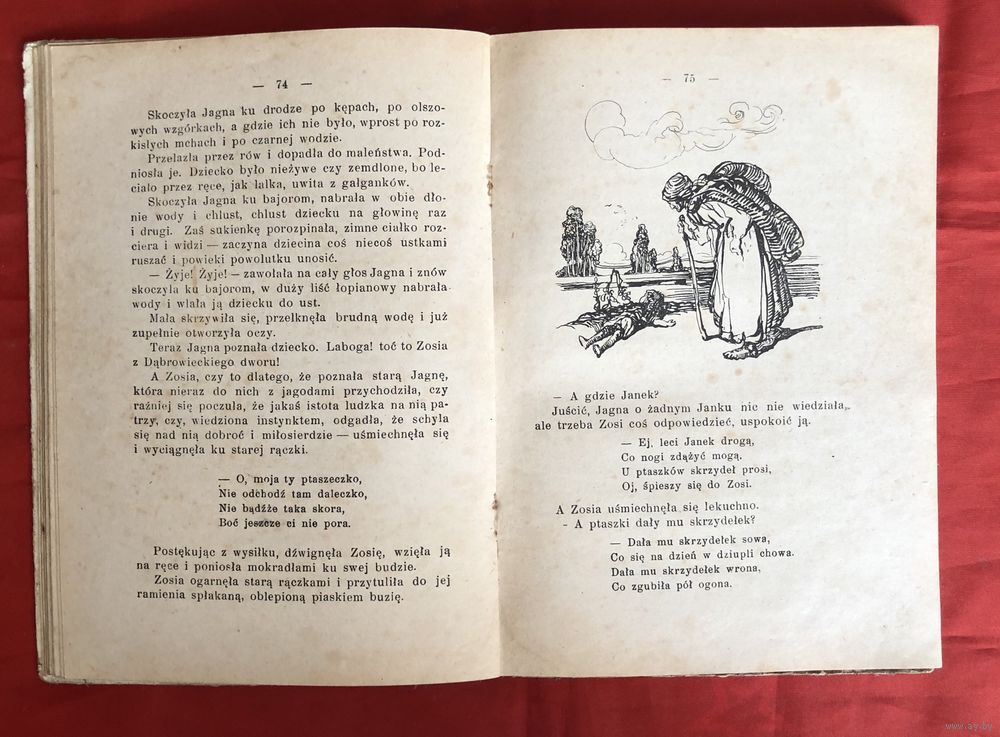 — 74 —
Skoczyła Jagna ku drodze po kępach, po olszo-
wych wzgórkach, a gdzie ich nie było, wprost po roz-
kisłych mchach i po czarnej wodzie.
Przelazła przez rów i dopadła do maleństwa. Pod-
niosła je. Dziecko było nieżywe czy zemdlone, bo le-
ciało przez ręce, jak lalka, uwita z gałganków.
Skoczyła Jagna ku bajorom, nabrała w obie dło-
nie wody i chlust, chlust dziecku na głowinę raz
i drugi. Zaś sukienkę porozpinała, zimne ciałko roz-
ciera i widzi — zaczyna dziecina coś niecoś ustkami
ruszać i powieki powolutku unosić.
— Żyje! Żyje! — zawołała na cały głos Jagna i znów
skoczyła ku bajorom, w duży liść łopianowy nabrała
wody i wlała ją dziecku do ust.
Mała skrzywiła się, przełknęła brudną wodę i już
zupełnie otworzyła oczy.
Teraz Jagna poznała dziecko. Laboga! toć to Zosia
z Dąbrowieckiego dworu!
A Zosia, czy to dlatego, że poznała starą Jagnę,
która nieraz do nich z jagodami przychodziła, czy
raźniej się poczuła, że jakaś istota ludzka na nią pa-
trzy, czy, wiedziona instynktem, odgadła, że schyla
się nad nią dobroć i miłosierdzie — uśmiechnęła się
i wyciągnęła ku starej rączki.
— O, moja ty ptaszeczko,
Nie odchodź tam daleczko,
Nie bądźże taka skora,
Boć jeszcze ci nie pora.
Postękując z wysiłku, dźwignęła Zosię, wzięła ją
na ręce i poniosła mokradłami ku swej budzie.
Zosia ogarnęła starą rączkami i przytuliła do jej
ramienia spłakaną, oblepioną piaskiem buzię.
— 75 —
— A gdzie Janek?
Juścić, Jagna o żadnym Janku nic nie wiedziała,
ale trzeba Zosi coś odpowiedzieć, uspokoić ją.
— Ej, leci Janek drogą,
Co nogi zdążyć mogą.
U ptaszków skrzydeł prosi,
Oj, śpieszy się do Zosi.
A Zosia uśmiechnęła się lekuchno.
- A ptaszki dały mu skrzydełek?
— Dała mu skrzydełek sowa,
Co się na dzień w dziupli chowa.
Dała mu skrzydełek wrona,
Co zgubiła pół ogona.
www.ay.by